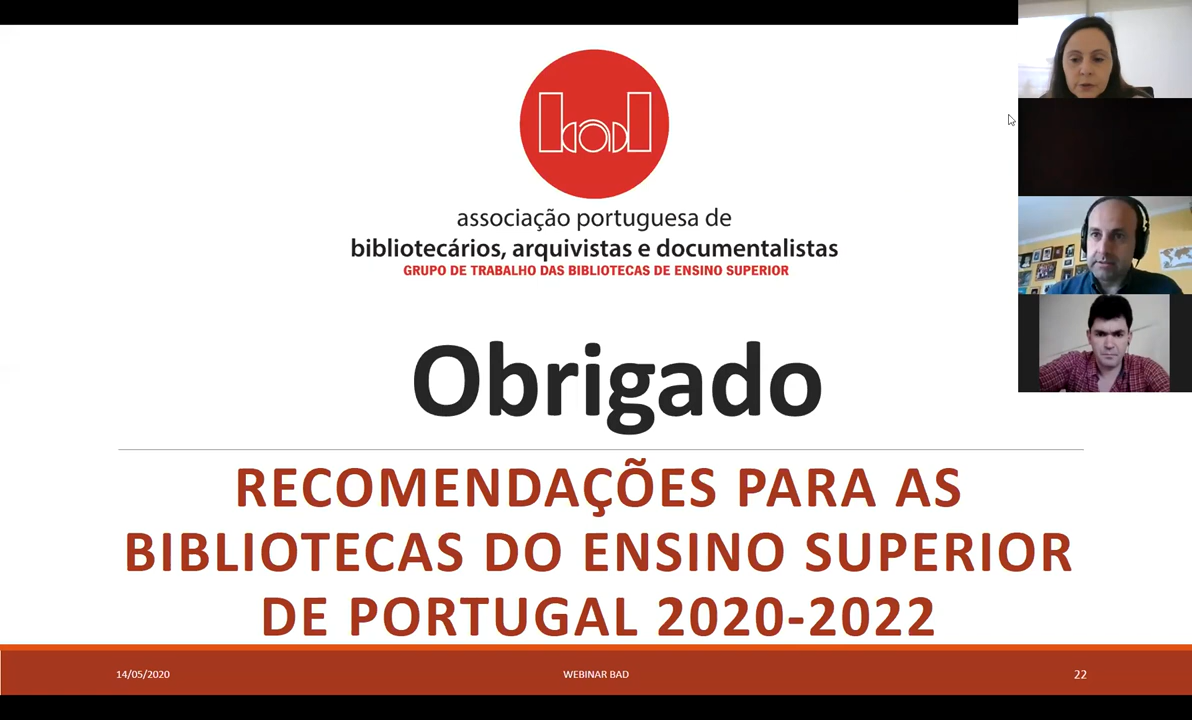 bad
associação portuguesa de
bibliotecários, arquivistas e documentalistas
GRUPO DE TRABALHO DAS BIBLIOTECAS DE ENSINO SUPERIOR
Obrigado
RECOMENDAÇÕES PARA AS
BIBLIOTECAS DO ENSINO SUPERIOR
DE PORTUGAL 2020-2022
14/05/2020
WEBINAR BAD
22